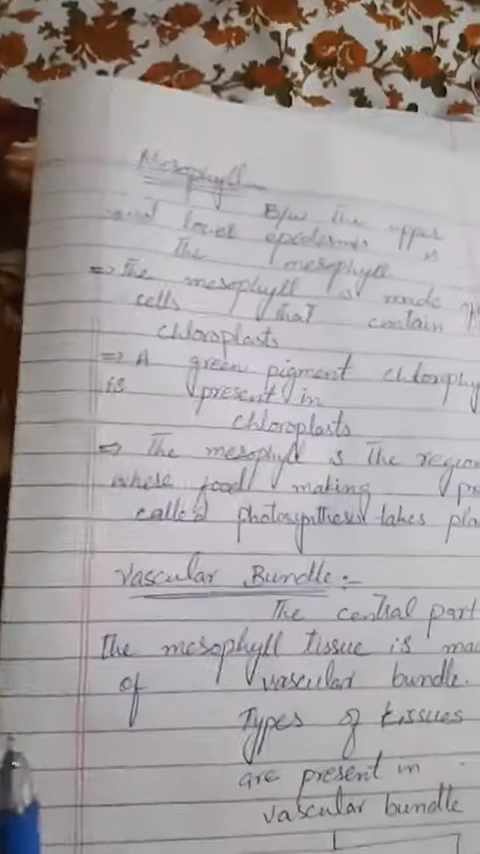 Mesophyll
B/w the upper
and lower epidermis is
The mesophyll
⇒ The mesophyll is made
cells that contain
chloroplasts
⇒ A green pigment chlorophy
is present in
chloroplasts
⇒ The mesophyll is the region
where food making
called photosynthesis takes pla
Vascular Bundle :-
The central part
The mesophyll tissue is ma
of vascular bundle.
Types of tissues
are present in
vascular bundle